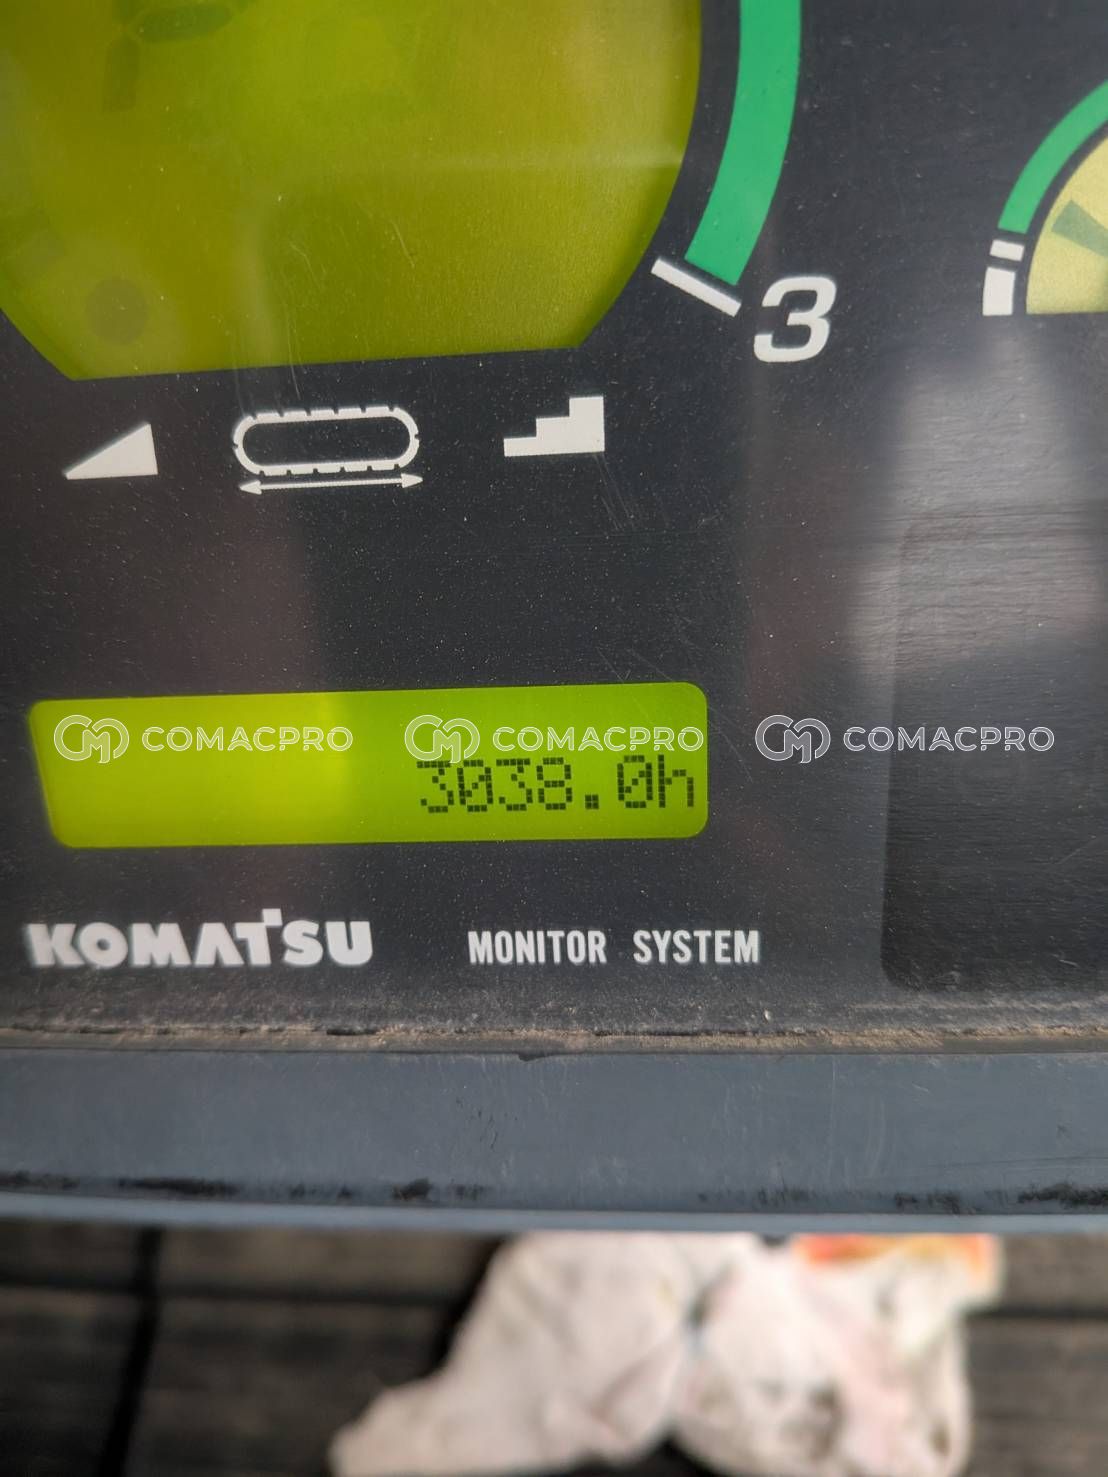 3
COMACPRO COMACPRO COMACPRO
3038.0h
KOMATSU MONITOR SYSTEM